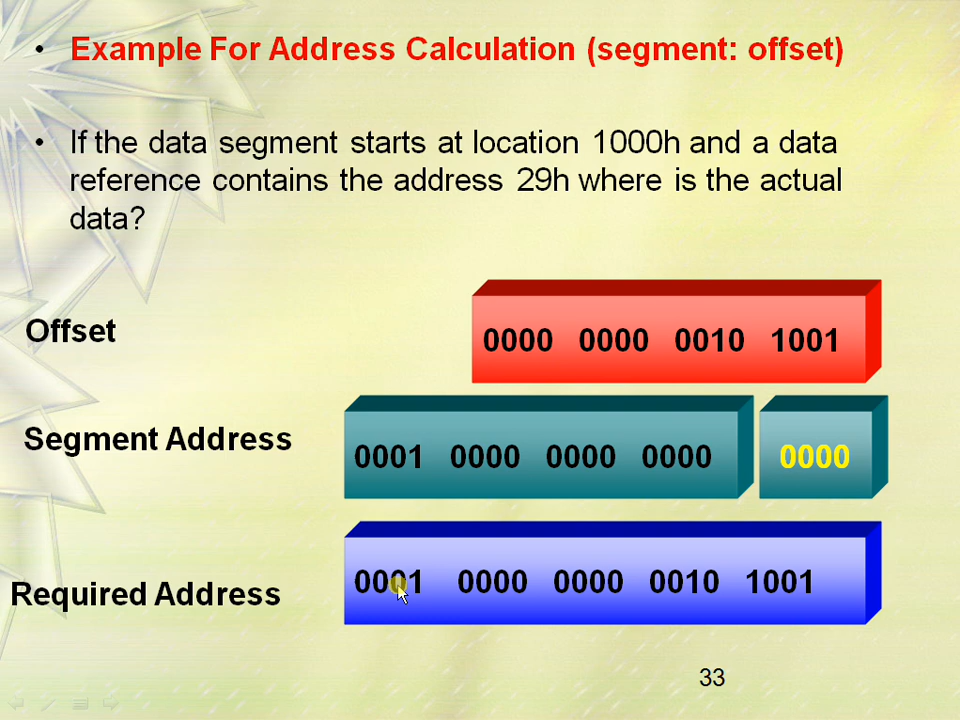 • Example For Address Calculation (segment: offset)
• If the data segment starts at location 1000h and a data
reference contains the address 29h where is the actual
data?
Offset
0000 0000 0010 1001
Segment Address
0001 0000 0000 0000 0000
Required Address
0001 0000 0000 0010 1001
33